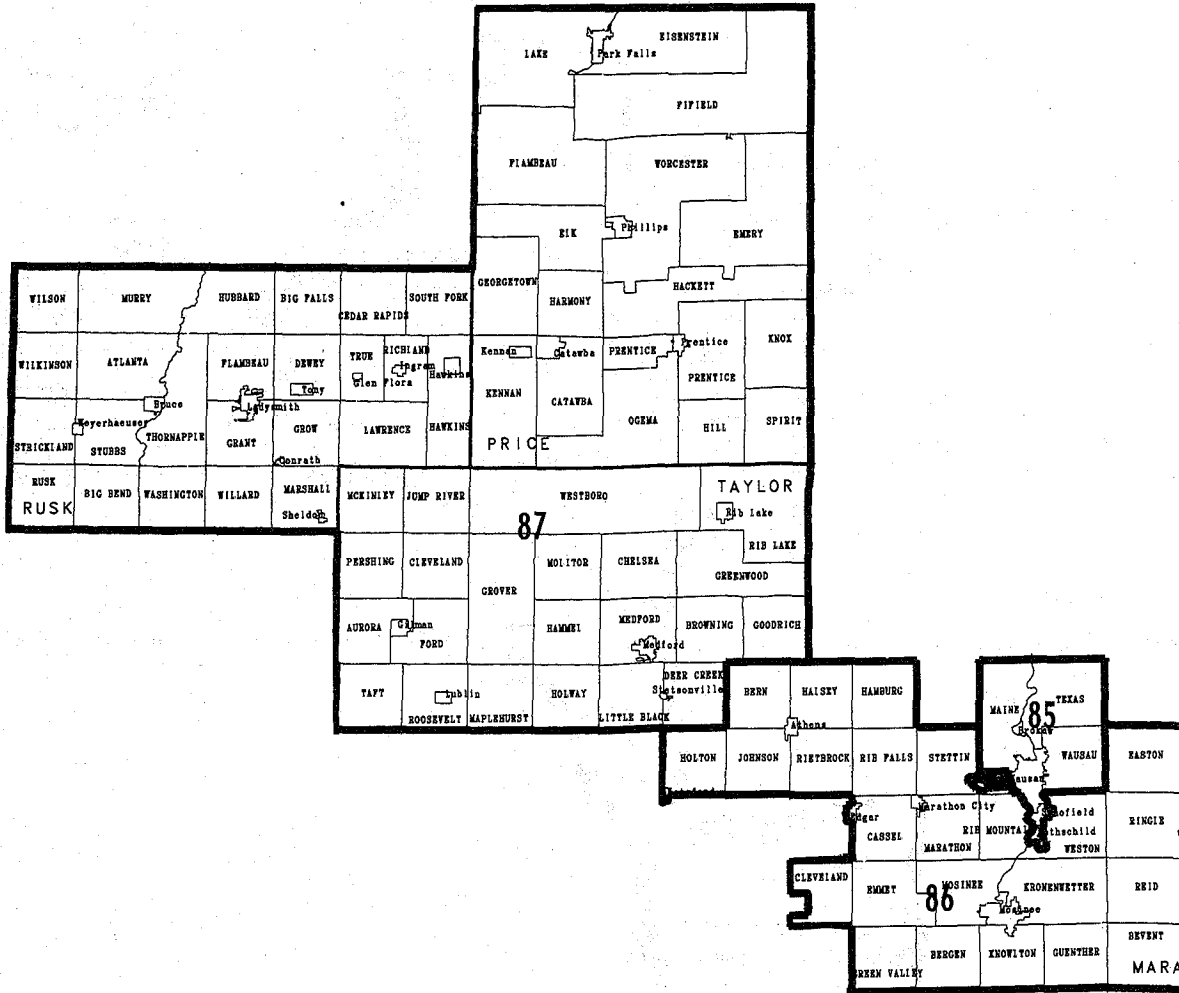 EISENSTEIN
LAKE
Park Falls
FIFIELD
FLAMBEAU
WORCESTER
Phillips
ELK
EMERY
GEORGETOWN
HACKETT
HARMONY
WILSON
MURRY
HUBBARD
BIG FALLS
SOUTH FORK
CEDAR RAPIDS
WILKINSON
ATLANTA
FLAMBEAU
DEWEY
TRUE
RICHLAND
Ingram
Glen Flora
Hawkins
Tony
Kennan
Catawba
PRENTICE
Prentice
KNOX
PRENTICE
KENNAN
CATAWBA
Bruce
Ladysmith
Weyerhaeuser
STRICKLAND
STUBBS
THORNAPPLE
GRANT
GROW
LAWRENCE
HAWKINS
OGEMA
HILL
SPIRIT
PRICE
Conrath
RUSK
BIG BEND
WASHINGTON
WILLARD
MARSHALL
RUSK
Sheldon
MCKINLEY
JUMP RIVER
WESTBORO
TAYLOR
Rib Lake
87
RIB LAKE
PERSHING
CLEVELAND
MOLITOR
CHELSEA
GREENWOOD
GROVER
AURORA
Gilman
FORD
HAMMEL
MEDFORD
Medford
BROWNING
GOODRICH
TAFT
Lublin
ROOSEVELT
MAPLEHURST
HOLWAY
LITTLE BLACK
DEER CREEK
Stetsonville
BERN
HALSEY
HAMBURG
Athens
MAINE
TEXAS
85
Brokaw
HOLTON
JOHNSON
RIETBROCK
RIB FALLS
STETTIN
WAUSAU
EASTON
ausau
Edgar
Marathon City
CASSEL
MARATHON
RIB MOUNTAI
hofield
thschild
WESTON
RINGLE
CLEVELAND
EMMET
MOSINEE
86
Mosinee
KRONENWETTER
REID
GREEN VALLEY
BERGEN
KNOWLTON
GUENTHER
BEVENT
MARA